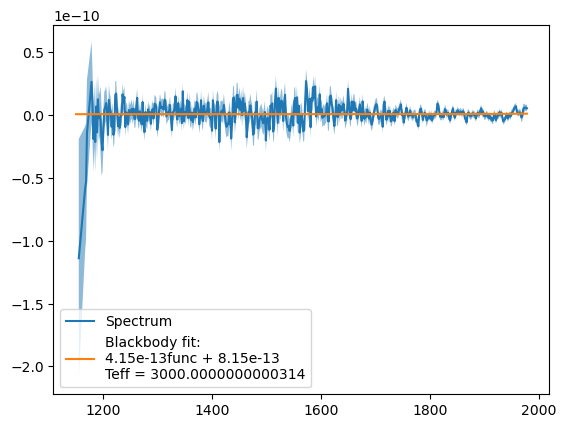 1e−10
0.5
0.0
−0.5
−1.0
−1.5
−2.0
Spectrum
Blackbody fit:
4.15e-13func + 8.15e-13
Teff = 3000.0000000000314
1200
1400
1600
1800
2000